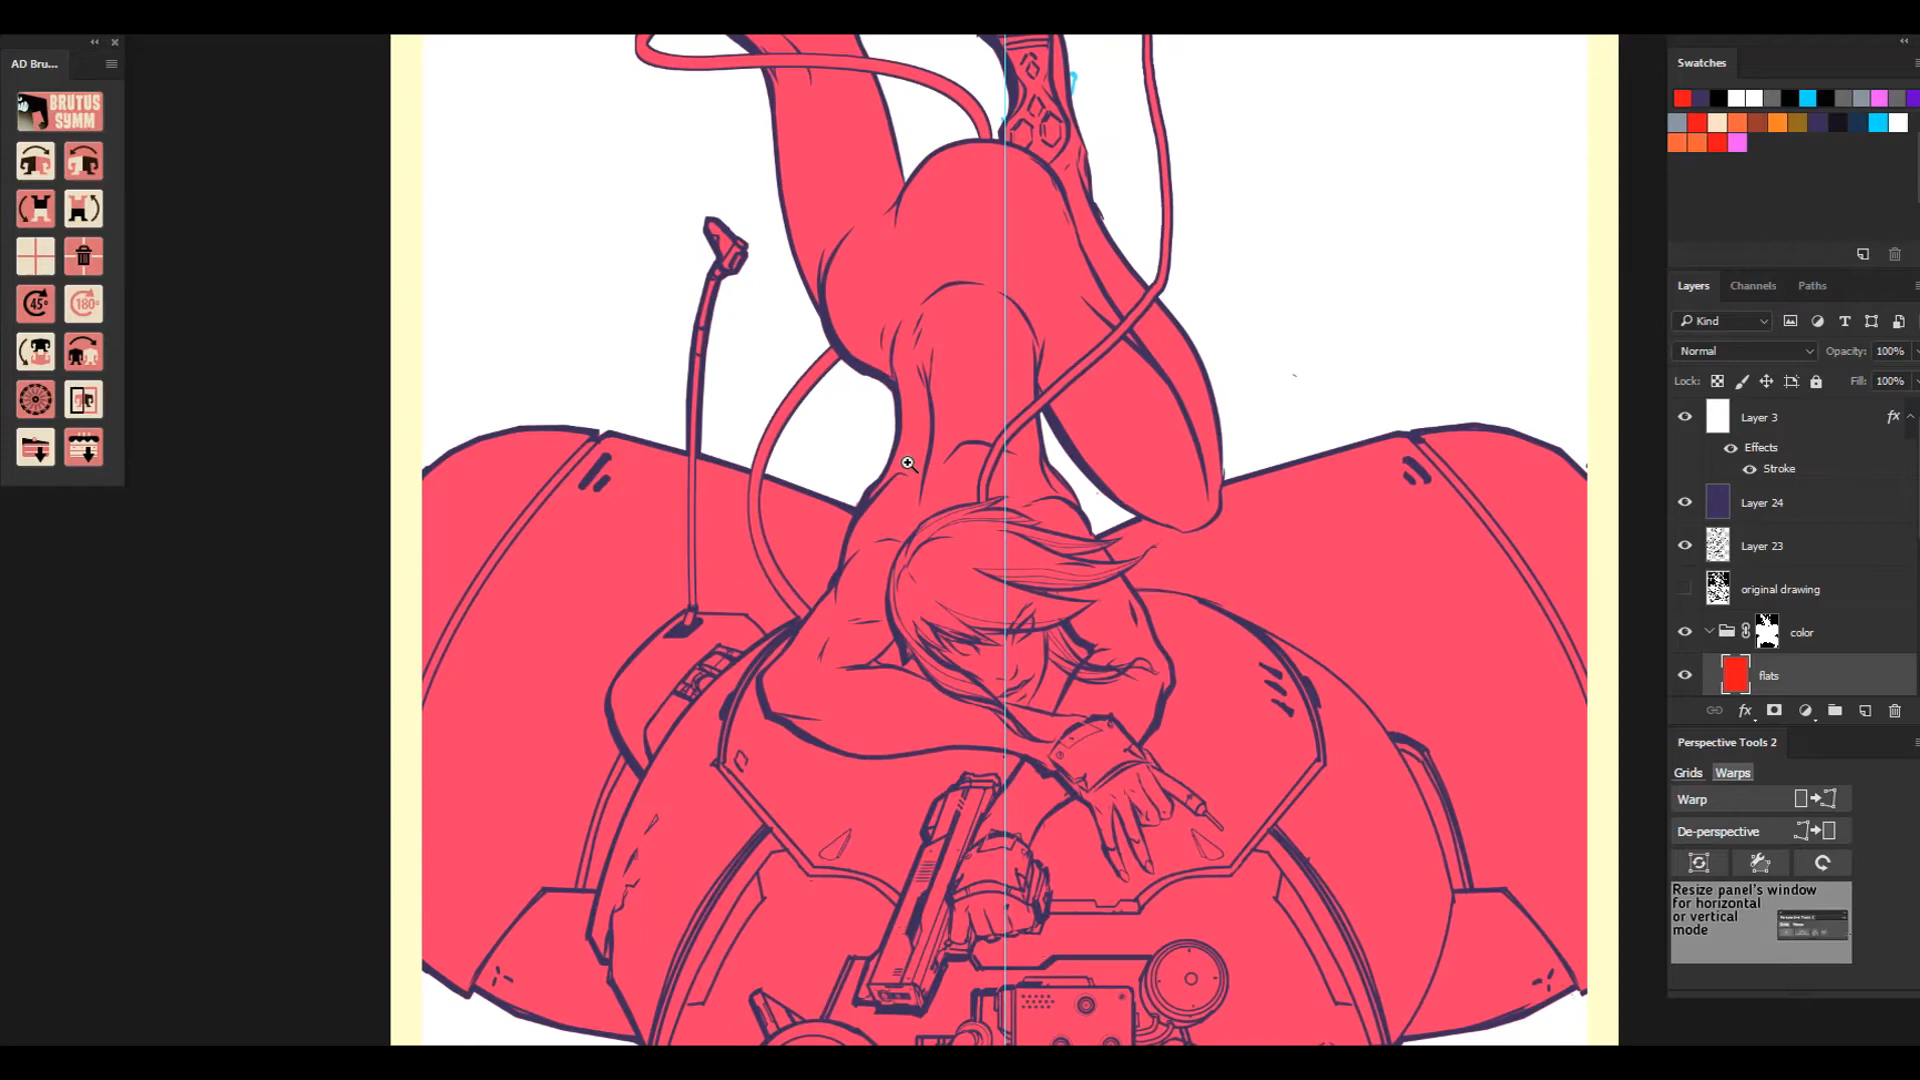 AD Bru...
BRUTUS
SYMM
45°
180°
Swatches
Layers
Channels
Paths
Kind
Normal
Opacity:
100%
Lock:
Fill:
100%
Layer 3
fx
Effects
Stroke
Layer 24
Layer 23
original drawing
color
flats
fx
Perspective Tools 2
Grids
Warps
Warp
De-perspective
Resize panel's window
for horizontal
or vertical
mode